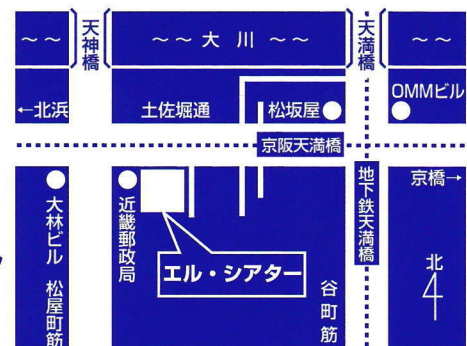 ～～
天神橋
～～ 大川 ～～
天満橋
～～
←北浜
土佐堀通
松坂屋
OMMビル
京阪天満橋
大林ビル
松屋町筋
近畿郵政局
エル・シアター
谷町筋
地下鉄天満橋
京橋→
北